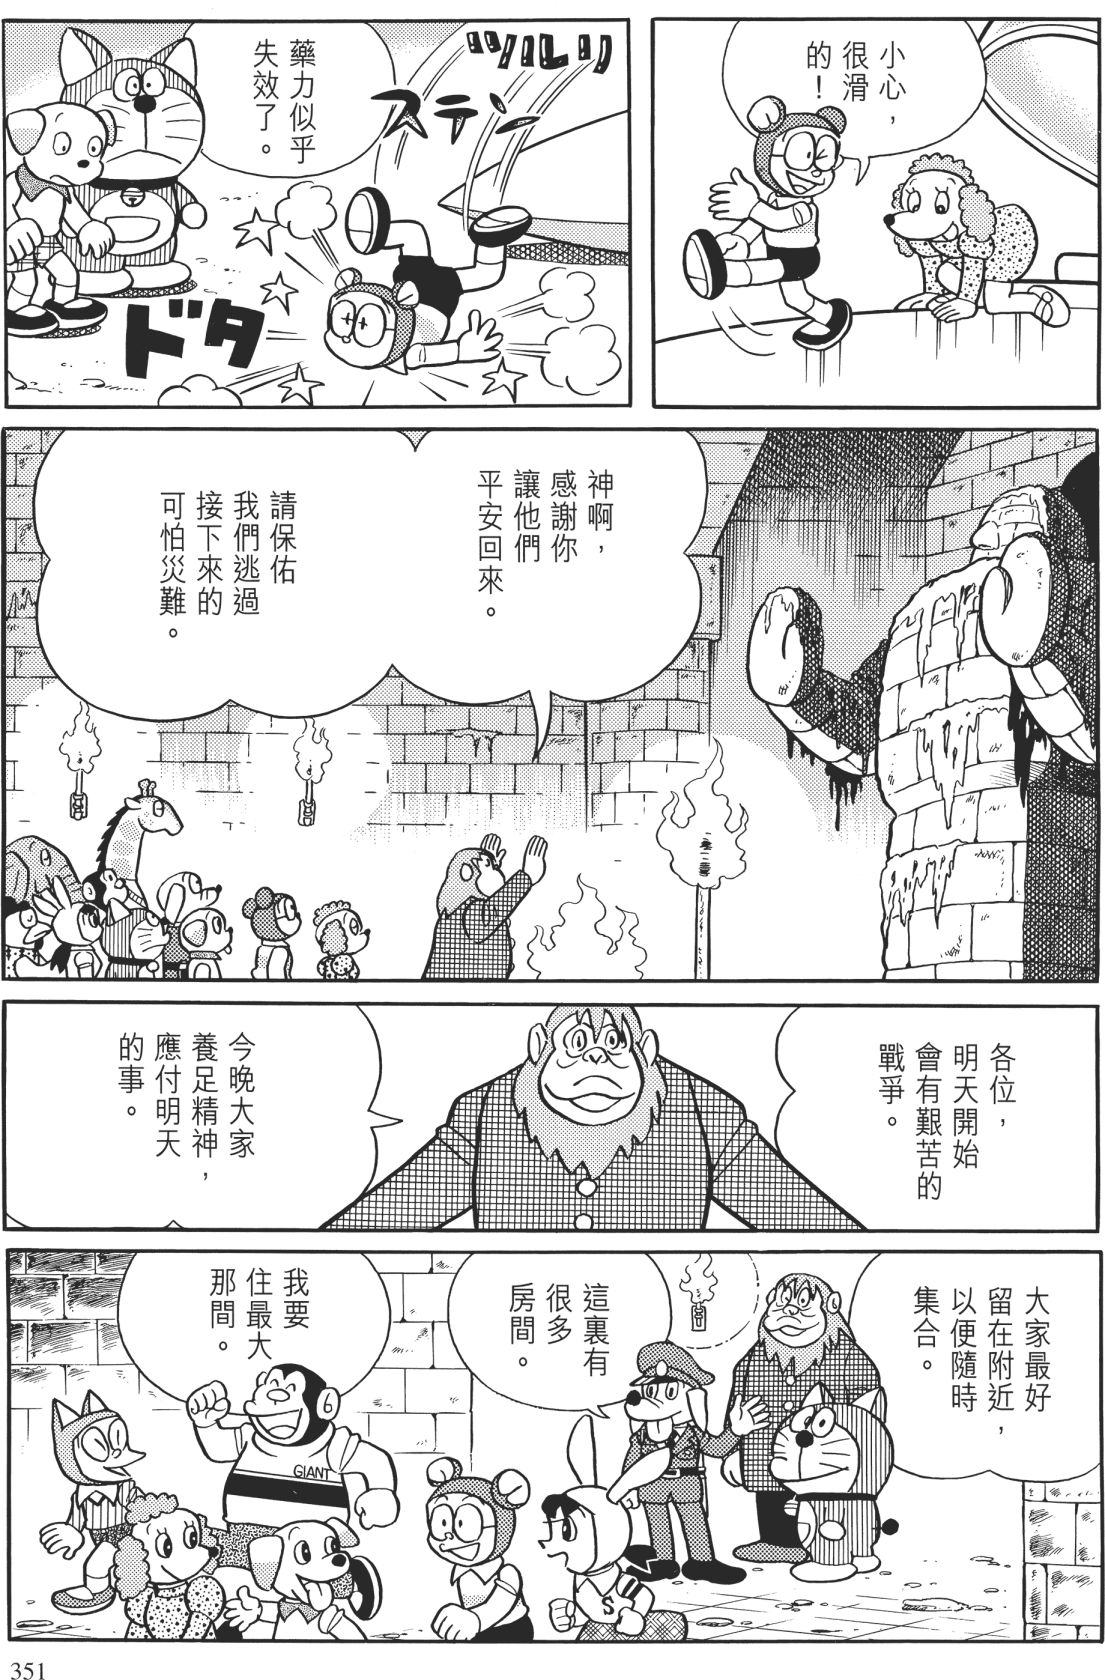 小心，
很滑
的！
ツルリ
ステン
藥力似乎
失效了。
ドタ
神啊，
感謝你
讓他們
平安回來。
請保佑
我們逃過
接下來的
可怕災難。
各位，
明天開始
會有艱苦的
戰爭。
今晚大家
養足精神，
應付明天
的事。
大家最好
留在附近，
以便隨時
集合。
這裏有
很多
房間。
我要
住最大
那間。
GIANT
S
351